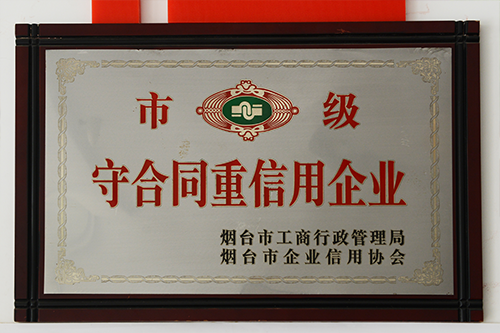 市 级
守合同重信用企业
烟台市工商行政管理局
烟台市企业信用协会